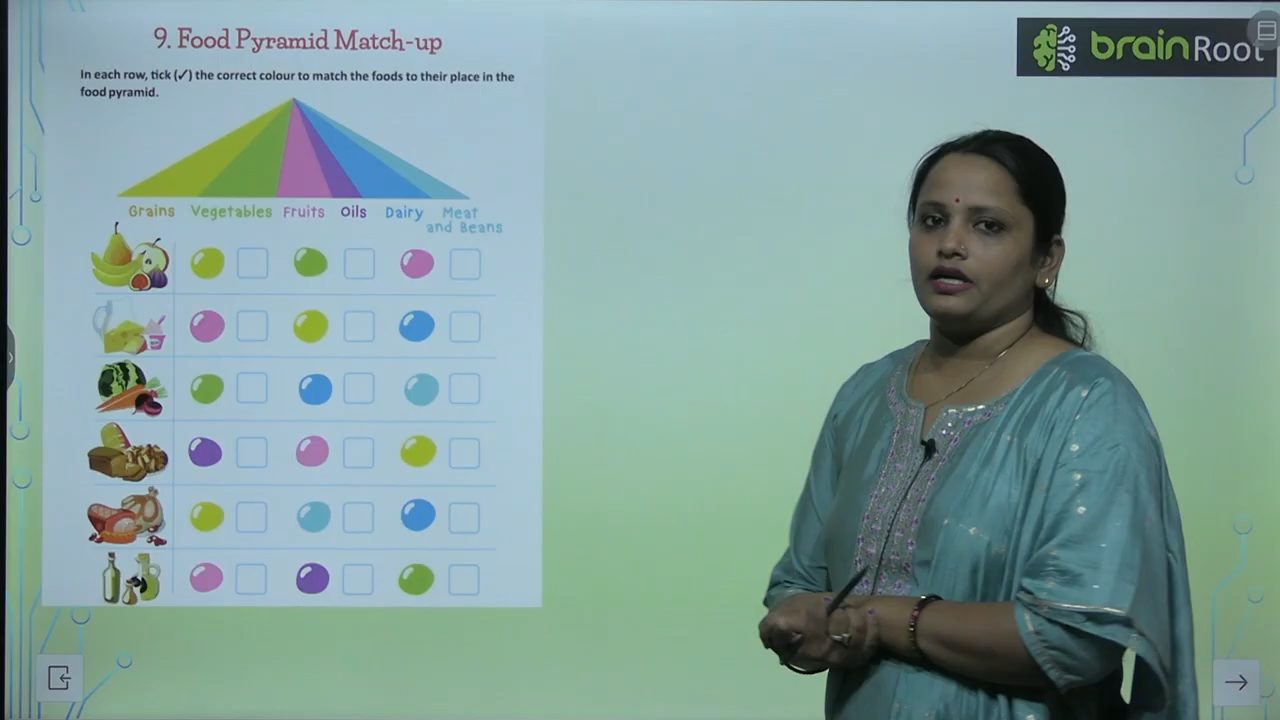 9. Food Pyramid Match-up
In each row, tick (✓) the correct colour to match the foods to their place in the
food pyramid.
Grains Vegetables Fruits Oils Dairy Meat
and Beans
brainRoot